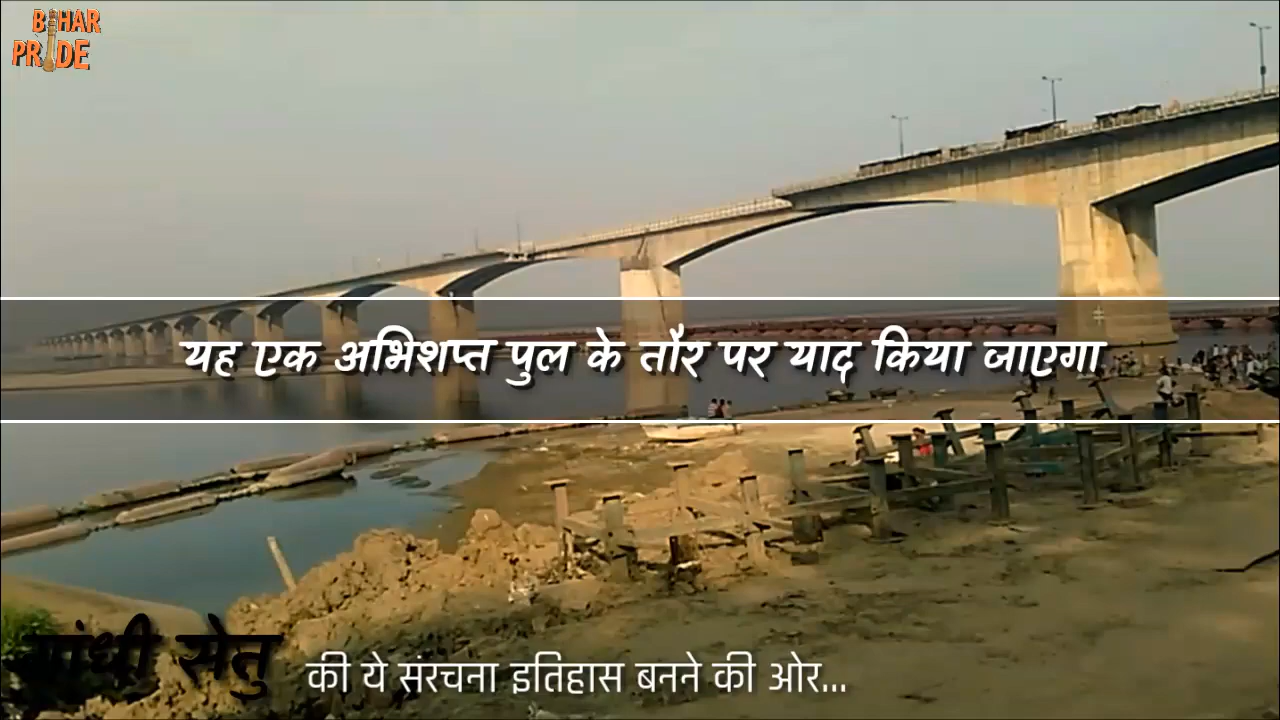 BIHAR
PRIDE
यह एक अभिशप्त पुल के तौर पर याद किया जाएगा
गांधी सेतु की ये संरचना इतिहास बनने की ओर...